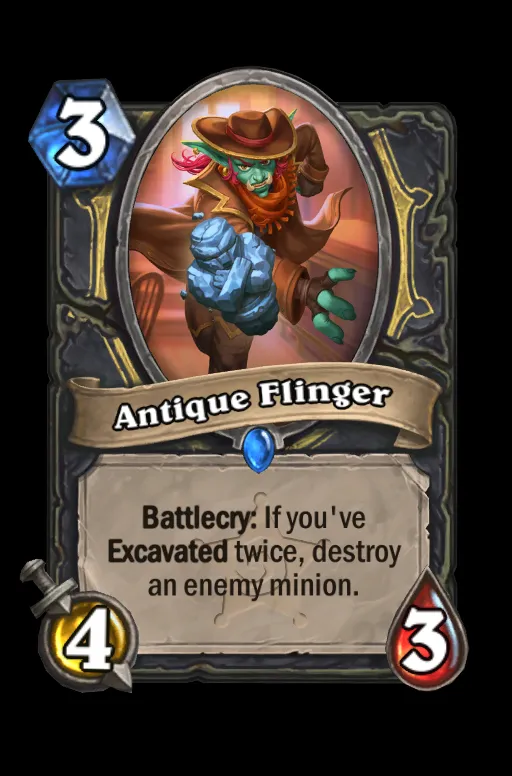 3
Antique Flinger
Battlecry: If you've
Excavated twice, destroy
an enemy minion.
4
3